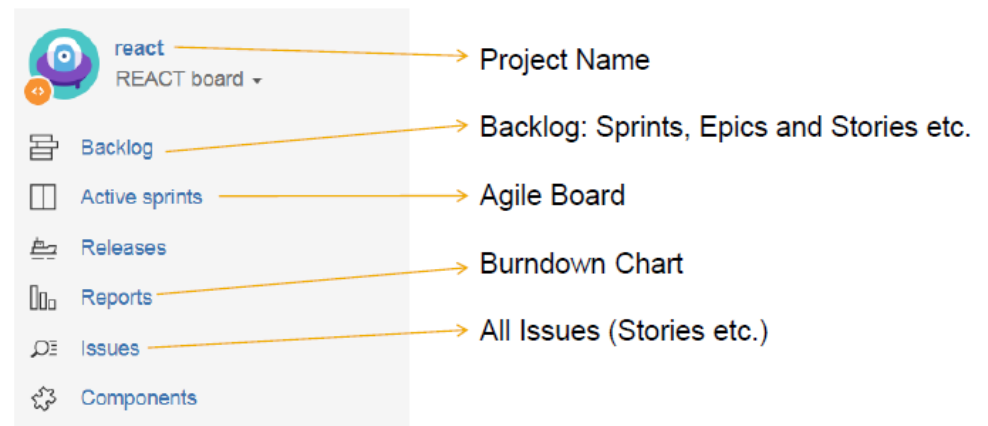 react
Project Name
REACT board
Backlog: Sprints, Epics and Stories etc.
Backlog
Active sprints
Agile Board
Releases
Burndown Chart
Reports
All Issues (Stories etc.)
Issues
Components